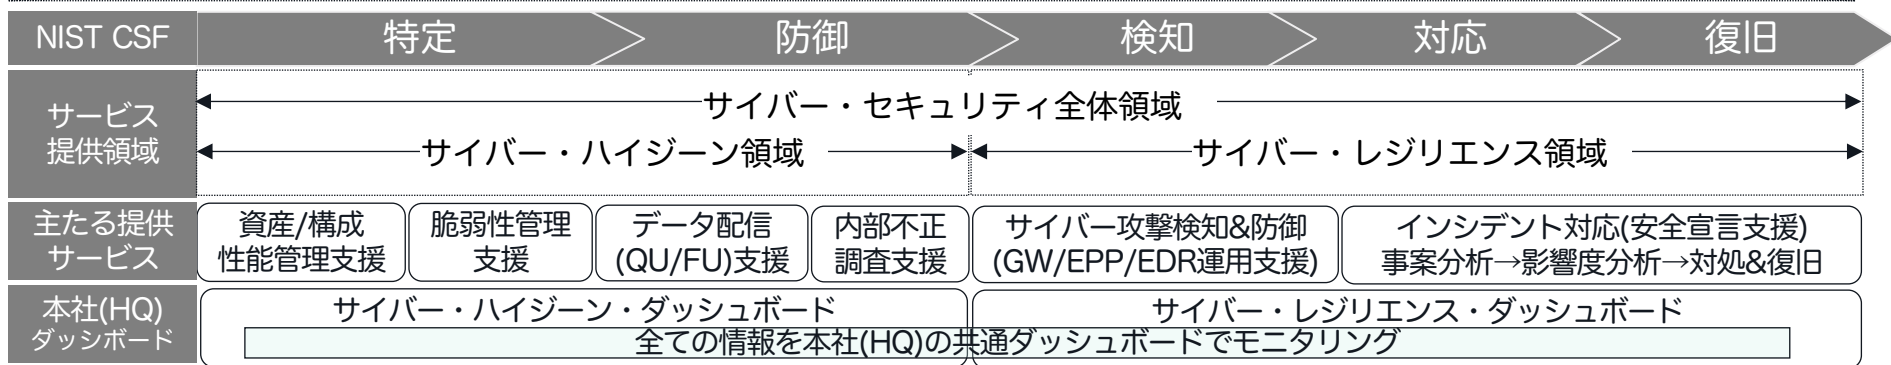 NIST CSF
特定
防御
検知
対応
復旧
サービス
提供領域
サイバー・セキュリティ全体領域
サイバー・ハイジーン領域
サイバー・レジリエンス領域
主たる提供
サービス
資産/構成
性能管理支援
脆弱性管理
支援
データ配信
(QU/FU)支援
内部不正
調査支援
サイバー攻撃検知&防御
(GW/EPP/EDR運用支援)
インシデント対応(安全宣言支援)
事案分析→影響度分析→対処&復旧
本社(HQ)
ダッシボード
サイバー・ハイジーン・ダッシュボード
サイバー・レジリエンス・ダッシュボード
全ての情報を本社(HQ)の共通ダッシュボードでモニタリング